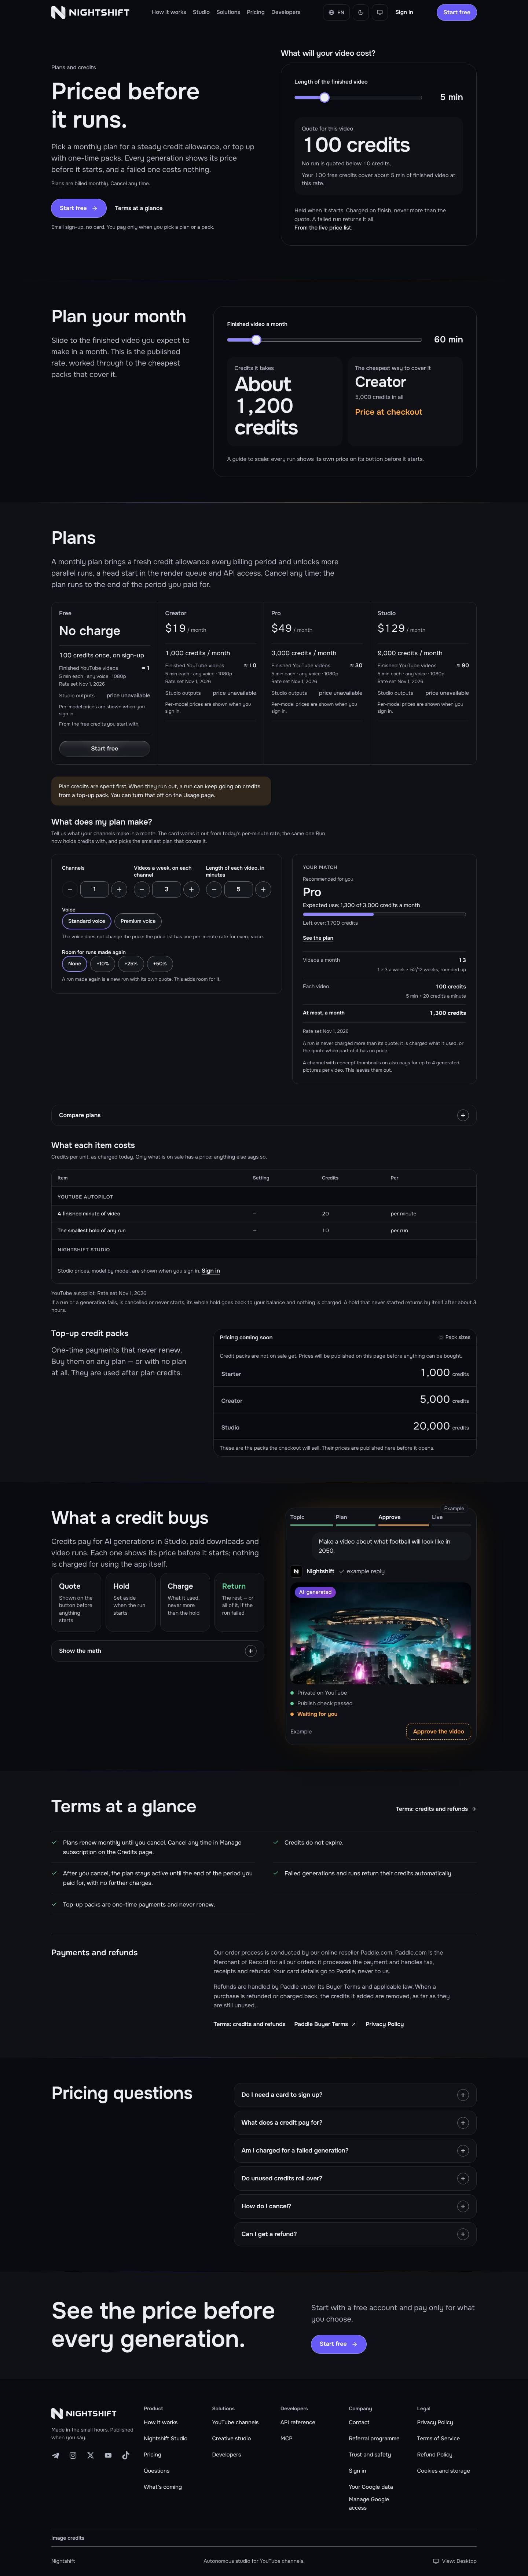 NIGHTSHIFT
How it works
Studio
Solutions
Pricing
Developers
EN
Sign in
Start free
Plans and credits
Priced before
it runs.
Pick a monthly plan for a steady credit allowance, or top up
with one-time packs. Every generation shows its price
before it starts, and a failed one costs nothing.
Plans are billed monthly. Cancel any time.
Start free
Terms at a glance
Email sign-up, no card. You pay only when you pick a plan or a pack.
What will your video cost?
Length of the finished video
5 min
Quote for this video
100 credits
No run is quoted below 10 credits.
Your 100 free credits cover about 5 min of finished video at
this rate.
Held when it starts. Charged on finish, never more than the
quote. A failed run returns it all.
From the live price list.
Plan your month
Slide to the finished video you expect to
make in a month. This is the published
rate, worked through to the cheapest
packs that cover it.
Finished video a month
60 min
Credits it takes
About
1,200
credits
The cheapest way to cover it
Creator
5,000 credits in all
Price at checkout
A guide to scale: every run shows its own price on its button before it starts.
Plans
A monthly plan brings a fresh credit allowance every billing period and unlocks more
parallel runs, a head start in the render queue and API access. Cancel any time; the
plan runs to the end of the period you paid for.
Free
No charge
100 credits once, on sign-up
Finished YouTube videos ≈ 1
5 min each · any voice · 1080p
Rate set Nov 1, 2026
Studio outputs price unavailable
Per-model prices are shown when you
sign in.
From the free credits you start with.
Start free
Creator
$19 / month
1,000 credits / month
Finished YouTube videos ≈ 10
5 min each · any voice · 1080p
Rate set Nov 1, 2026
Studio outputs price unavailable
Per-model prices are shown when you
sign in.
Pro
$49 / month
3,000 credits / month
Finished YouTube videos ≈ 30
5 min each · any voice · 1080p
Rate set Nov 1, 2026
Studio outputs price unavailable
Per-model prices are shown when you
sign in.
Studio
$129 / month
9,000 credits / month
Finished YouTube videos ≈ 90
5 min each · any voice · 1080p
Rate set Nov 1, 2026
Studio outputs price unavailable
Per-model prices are shown when you
sign in.
Plan credits are spent first. When they run out, a run can keep going on credits
from a top-up pack. You can turn that off on the Usage page.
What does my plan make?
Tell us what your channels make in a month. The card works it out from today's per-minute rate, the same one Run
now holds credits with, and picks the smallest plan that covers it.
Channels
− 1 +
Videos a week, on each
channel
− 3 +
Length of each video, in
minutes
− 5 +
Voice
Standard voice
Premium voice
The voice does not change the price: the price list has one per-minute rate for every voice.
Room for runs made again
None
+10%
+25%
+50%
A run made again is a new run with its own quote. This adds room for it.
YOUR MATCH
Recommended for you
Pro
Expected use: 1,300 of 3,000 credits a month
Left over: 1,700 credits
See the plan
Videos a month 13
1 × 3 a week × 52/12 weeks, rounded up
Each video 100 credits
5 min × 20 credits a minute
At most, a month 1,300 credits
Rate set Nov 1, 2026
A run is never charged more than its quote: it is charged what it used, or
the quote when part of it has no price.
A channel with concept thumbnails on also pays for up to 4 generated
pictures per video. This leaves them out.
Compare plans
What each item costs
Credits per unit, as charged today. Only what is on sale has a price; anything else says so.
Item Setting Credits Per
YOUTUBE AUTOPILOT
A finished minute of video — 20 per minute
The smallest hold of any run — 10 per run
NIGHTSHIFT STUDIO
Studio prices, model by model, are shown when you sign in. Sign in
YouTube autopilot: Rate set Nov 1, 2026
If a run or a generation fails, is cancelled or never starts, its whole hold goes back to your balance and nothing is charged. A hold that never started returns by itself after about 3
hours.
Top-up credit packs
One-time payments that never renew.
Buy them on any plan — or with no plan
at all. They are used after plan credits.
Pricing coming soon
Pack sizes
Credit packs are not on sale yet. Prices will be published on this page before anything can be bought.
Starter 1,000 credits
Creator 5,000 credits
Studio 20,000 credits
These are the packs the checkout will sell. Their prices are published here before it opens.
What a credit buys
Credits pay for AI generations in Studio, paid downloads and
video runs. Each one shows its price before it starts; nothing
is charged for using the app itself.
Quote
Shown on the
button before
anything
starts
Hold
Set aside
when the run
starts
Charge
What it used,
never more
than the hold
Return
The rest — or
all of it, if the
run failed
Show the math
Example
Topic
Plan
Approve
Live
Make a video about what football will look like in
2050.
Nightshift
example reply
AI-generated
Private on YouTube
Publish check passed
Waiting for you
Example
Approve the video
Terms at a glance
Terms: credits and refunds
Plans renew monthly until you cancel. Cancel any time in Manage
subscription on the Credits page.
Credits do not expire.
After you cancel, the plan stays active until the end of the period you
paid for, with no further charges.
Failed generations and runs return their credits automatically.
Top-up packs are one-time payments and never renew.
Payments and refunds
Our order process is conducted by our online reseller Paddle.com. Paddle.com is the
Merchant of Record for all our orders: it processes the payment and handles tax,
receipts and refunds. Your card details go to Paddle, never to us.
Refunds are handled by Paddle under its Buyer Terms and applicable law. When a
purchase is refunded or charged back, the credits it added are removed, as far as they
are still unused.
Terms: credits and refunds
Paddle Buyer Terms
Privacy Policy
Pricing questions
Do I need a card to sign up?
What does a credit pay for?
Am I charged for a failed generation?
Do unused credits roll over?
How do I cancel?
Can I get a refund?
See the price before
every generation.
Start with a free account and pay only for what
you choose.
Start free
NIGHTSHIFT
Made in the small hours. Published
when you say.
Product
How it works
Nightshift Studio
Pricing
Questions
What's coming
Solutions
YouTube channels
Creative studio
Developers
Developers
API reference
MCP
Company
Contact
Referral programme
Trust and safety
Sign in
Your Google data
Manage Google
access
Legal
Privacy Policy
Terms of Service
Refund Policy
Cookies and storage
Image credits
Nightshift
Autonomous studio for YouTube channels.
View: Desktop